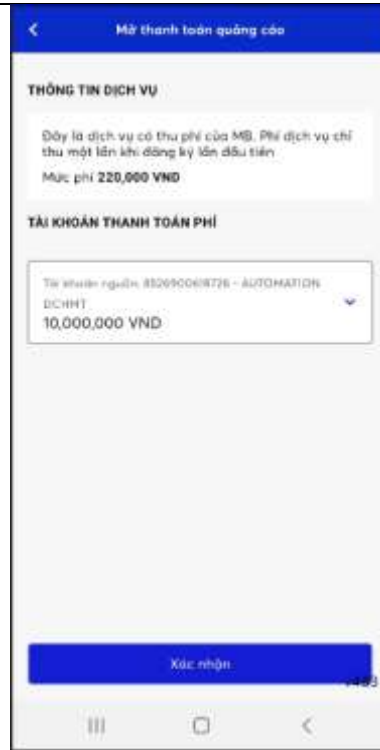 Mở thanh toán quảng cáo
THÔNG TIN DỊCH VỤ
Đây là dịch vụ có thu phí của MB. Phí dịch vụ chỉ
thu một lần khi đăng ký lần đầu tiên
Mức phí 220,000 VND
TÀI KHOẢN THANH TOÁN PHÍ
Tài khoản nguồn: - AUTOMATION
DCHMT
10,000,000 VND
Xác nhận